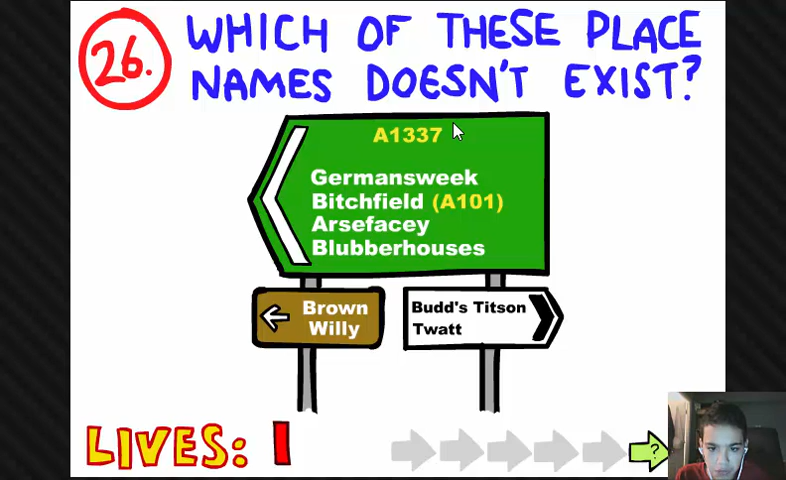 26.
WHICH OF THESE PLACE
NAMES DOESN'T EXIST?
A1337
Germansweek
Bitchfield (A101)
Arsefacey
Blubberhouses
Brown
Willy
Budd's Titson
Twatt
LIVES: 1
?